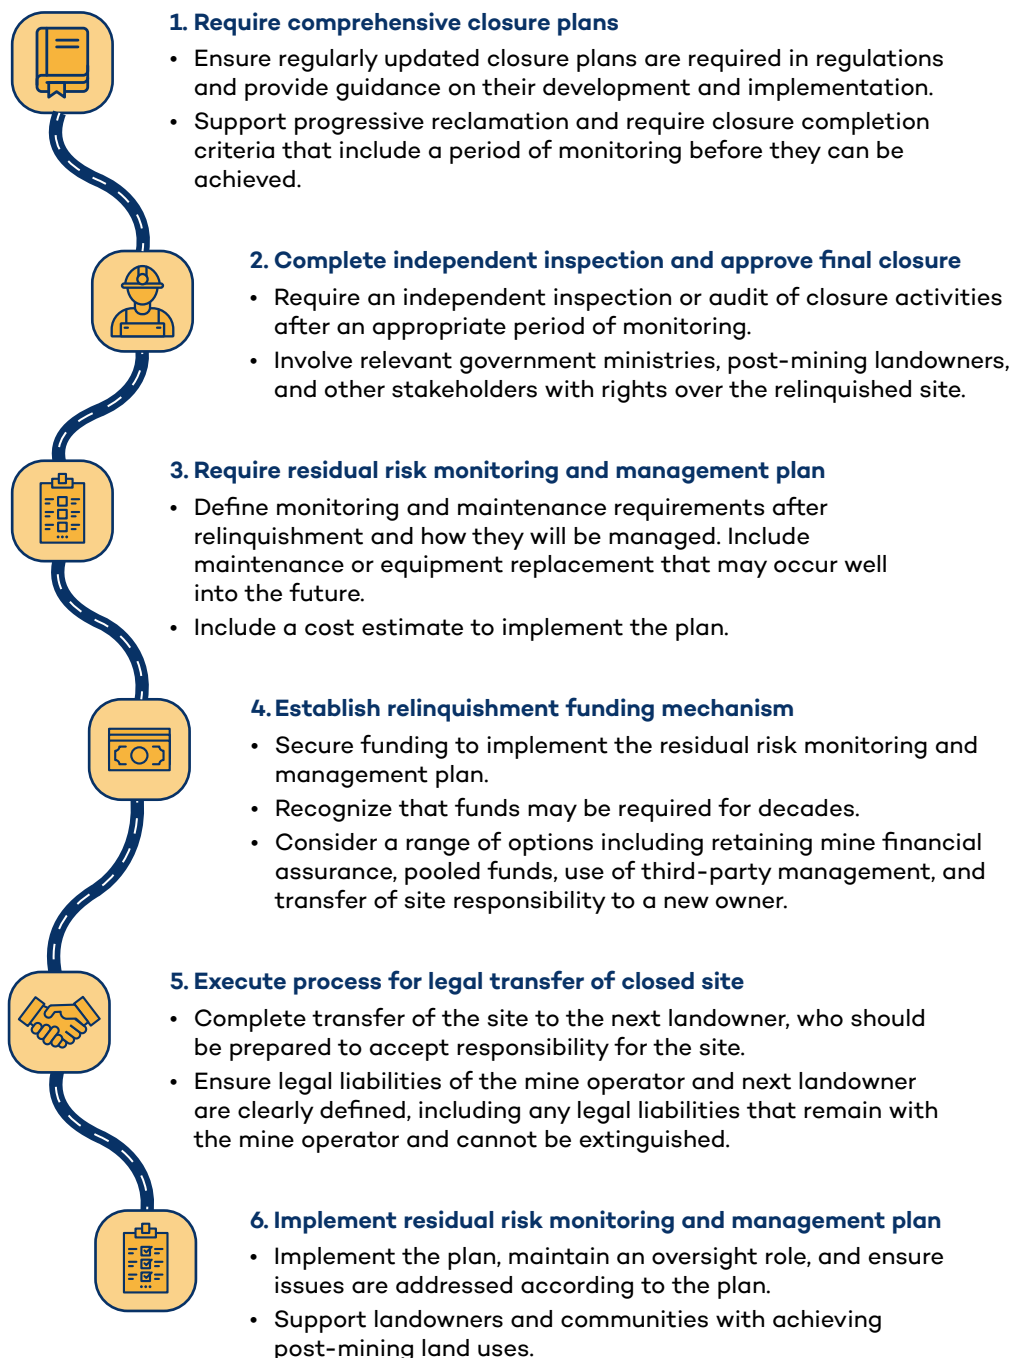 1. Require comprehensive closure plans
• Ensure regularly updated closure plans are required in regulations
and provide guidance on their development and implementation.
• Support progressive reclamation and require closure completion
criteria that include a period of monitoring before they can be
achieved.
2. Complete independent inspection and approve final closure
• Require an independent inspection or audit of closure activities
after an appropriate period of monitoring.
• Involve relevant government ministries, post-mining landowners,
and other stakeholders with rights over the relinquished site.
3. Require residual risk monitoring and management plan
• Define monitoring and maintenance requirements after
relinquishment and how they will be managed. Include
maintenance or equipment replacement that may occur well
into the future.
• Include a cost estimate to implement the plan.
4. Establish relinquishment funding mechanism
• Secure funding to implement the residual risk monitoring and
management plan.
• Recognize that funds may be required for decades.
• Consider a range of options including retaining mine financial
assurance, pooled funds, use of third-party management, and
transfer of site responsibility to a new owner.
5. Execute process for legal transfer of closed site
• Complete transfer of the site to the next landowner, who should
be prepared to accept responsibility for the site.
• Ensure legal liabilities of the mine operator and next landowner
are clearly defined, including any legal liabilities that remain with
the mine operator and cannot be extinguished.
6. Implement residual risk monitoring and management plan
• Implement the plan, maintain an oversight role, and ensure
issues are addressed according to the plan.
• Support landowners and communities with achieving
post-mining land uses.